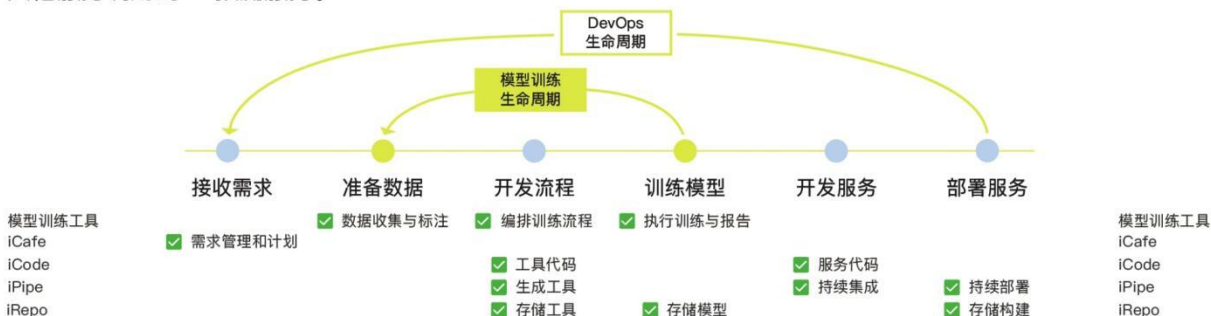 DevOps
生命周期
模型训练
生命周期
接收需求 准备数据 开发流程 训练模型 开发服务 部署服务
模型训练工具 数据收集与标注 编排训练流程 执行训练与报告 模型训练工具
iCafe 需求管理和计划 iCafe
iCode 工具代码 服务代码 iCode
iPipe 生成工具 持续集成 持续部署 iPipe
iRepo 存储工具 存储模型 存储构建 iRepo